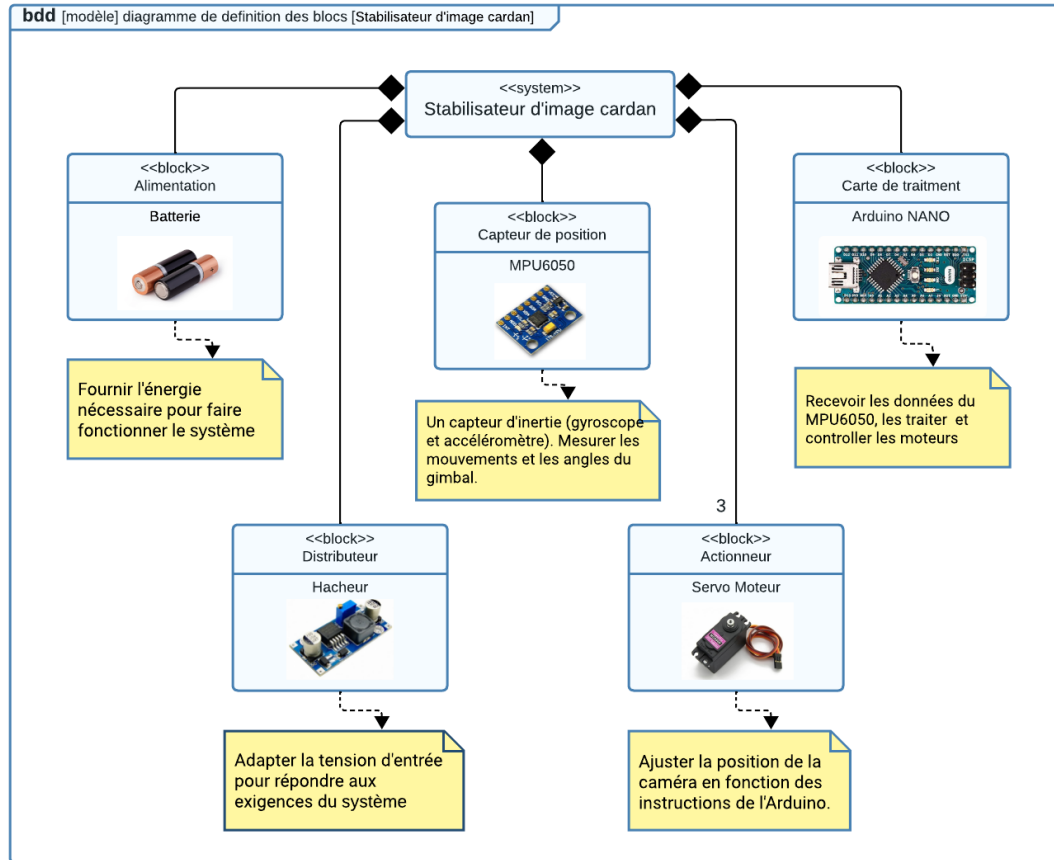 bdd [modèle] diagramme de definition des blocs [Stabilisateur d'image cardan]
<<system>>
Stabilisateur d'image cardan
<<block>>
Alimentation
Batterie
Fournir l'énergie
nécessaire pour faire
fonctionner le système
<<block>>
Capteur de position
MPU6050
Un capteur d'inertie (gyroscope
et accéléromètre). Mesurer les
mouvements et les angles du
gimbal.
<<block>>
Carte de traitment
Arduino NANO
Recevoir les données du
MPU6050, les traiter et
controller les moteurs
<<block>>
Distributeur
Hacheur
Adapter la tension d'entrée
pour répondre aux
exigences du système
3
<<block>>
Actionneur
Servo Moteur
Ajuster la position de la
caméra en fonction des
instructions de l'Arduino.